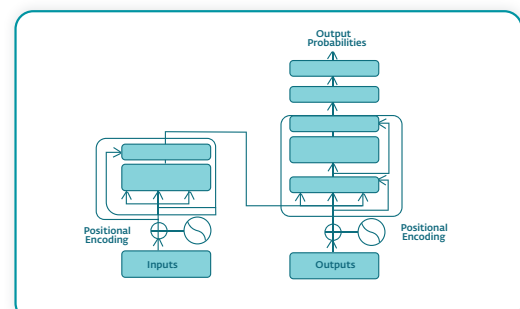 Output
Probabilities
Positional
Encoding
Positional
Encoding
Inputs
Outputs